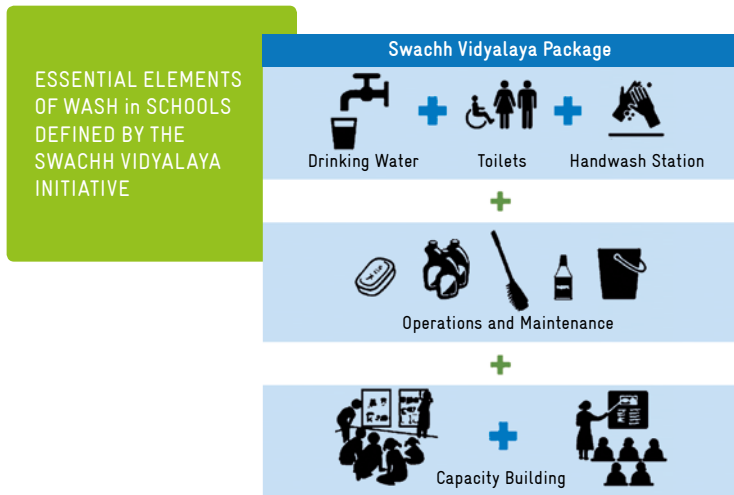 ESSENTIAL ELEMENTS
OF WASH in SCHOOLS
DEFINED BY THE
SWACHH VIDYALAYA
INITIATIVE
Swachh Vidyalaya Package
Drinking Water
Toilets
Handwash Station
Operations and Maintenance
Capacity Building